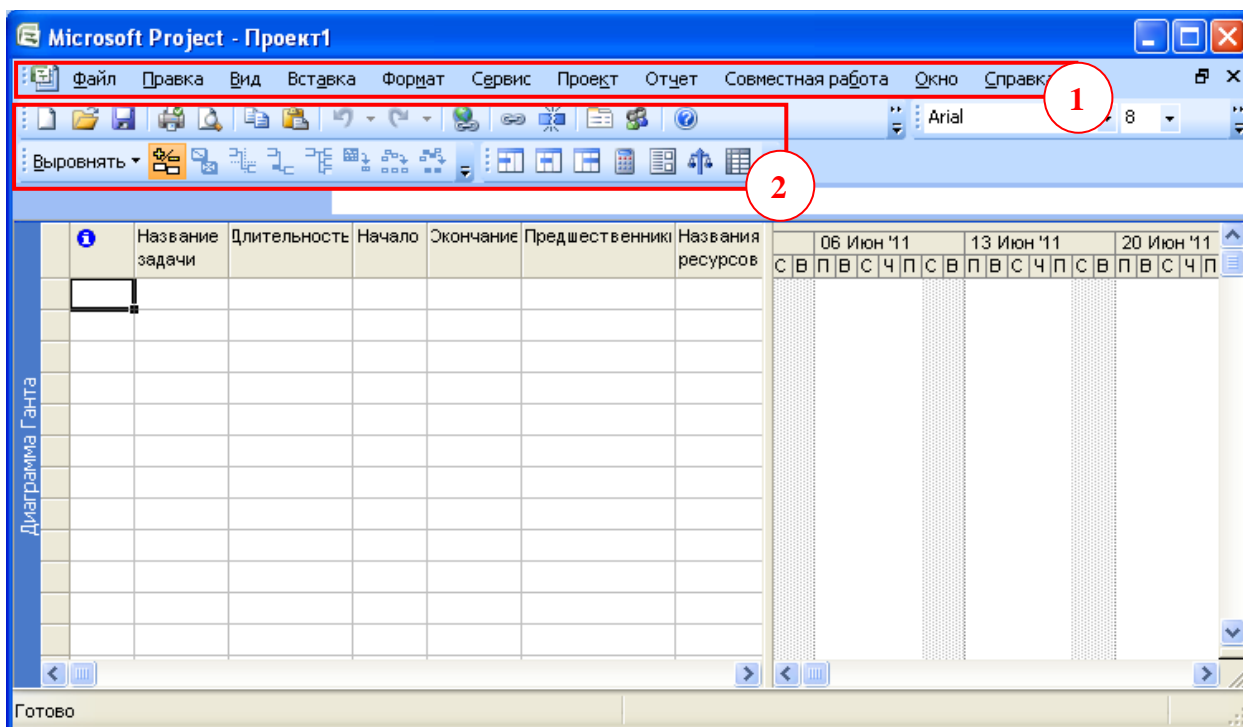 Microsoft Project - Проект1
Файл Правка Вид Вставка Формат Сервис Проект Отчет Совместная работа Окно Справка
1
Arial 8
Выровнять
2
Название задачи Длительность Начало Окончание Предшественники Названия ресурсов
06 Июн '11 13 Июн '11 20 Июн '11
С В П В С Ч П С В П В С Ч П С В П В С Ч П
Диаграмма Ганта
Готово